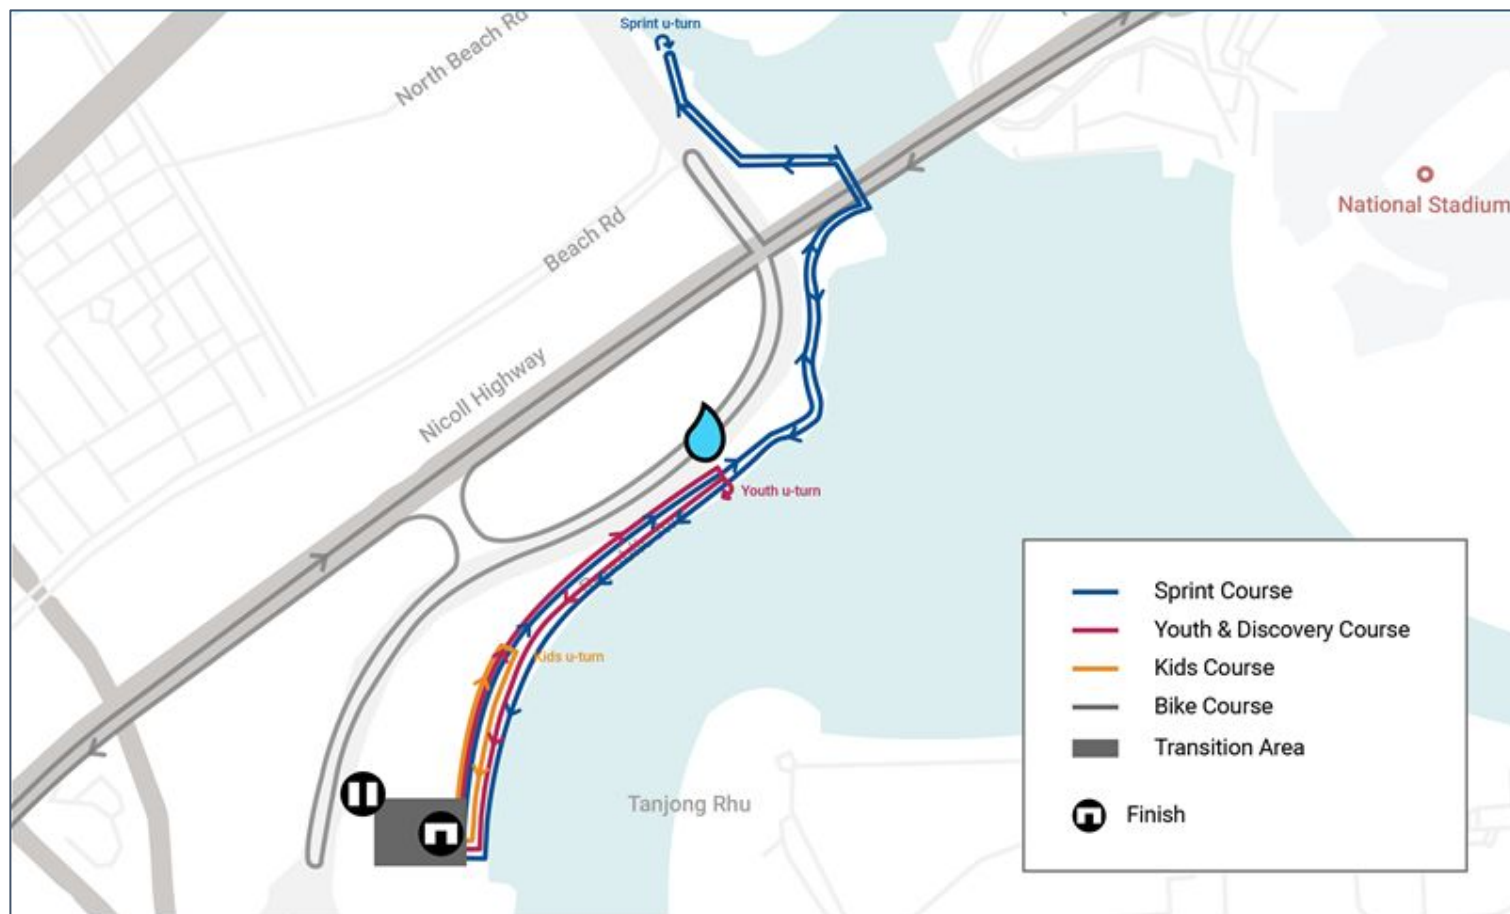 Sprint u-turn
North Beach Rd
National Stadium
Beach Rd
Nicoll Highway
Youth u-turn
Kids u-turn
Tanjong Rhu
Sprint Course
Youth & Discovery Course
Kids Course
Bike Course
Transition Area
Finish